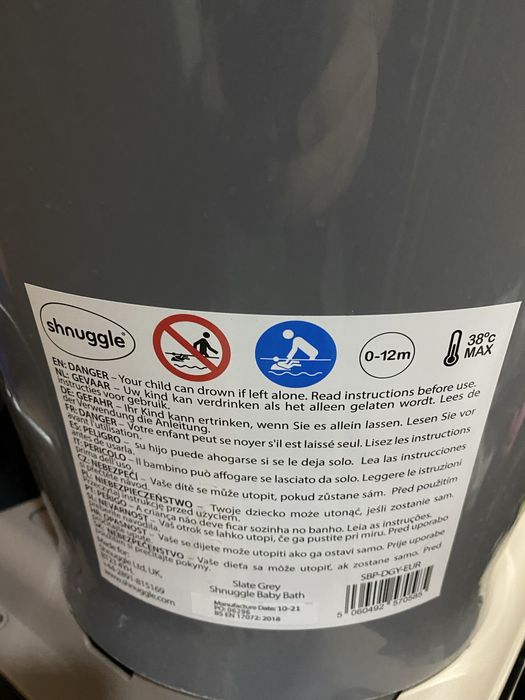 shnuggle®
0-12m
38ºc
MAX
EN: DANGER – Your child can drown if left alone. Read instructions before use.
NL: GEVAAR – Uw kind kan verdrinken als het alleen gelaten wordt. Lees de
instructies voor gebruik.
DE: GEFAHR – Ihr Kind kann ertrinken, wenn Sie es allein lassen. Lesen Sie vor
der Verwendung die Anleitung.
FR: DANGER – Votre enfant peut se noyer s'il est laissé seul. Lisez les instructions
avant l'utilisation.
ES: PELIGRO – su hijo puede ahogarse si se le deja solo. Lea las instrucciones
antes de usarla.
IT: PERICOLO – Il bambino può affogare se lasciato da solo. Leggere le istruzioni
prima dell'uso.
NEBEZPEČÍ – Vaše dítě se může utopit, pokud zůstane sám. Před použitím
si přečtěte návod.
NIEBEZPIECZEŃSTWO – Twoje dziecko może utonąć, jeśli zostanie sam.
Przeczytaj instrukcję przed użyciem.
PERIGO – A criança não deve ficar sozinha no banho. Leia as instruções.
NEVARNOST – Vaš otrok se lahko utopi, če ga pustite pri miru. Pred uporabo
navodila.
OPASNOST – Vaše se dijete može utopiti ako ga ostavi samo. Prije uporabe
upute.
NEBEZPEČENSTVO – Vaše dieťa sa môže utopiť, ak zostane samo. Pred
použitím si prečítajte pokyny.
Shnuggle Ltd, UK,
+44 2891-815169
www.shnuggle.com
Slate Grey
Shnuggle Baby Bath
Manufacture Date: 10-21
PO: 06296
BS EN 17072: 2018
SBP-DGY-EUR
5 060492 570585